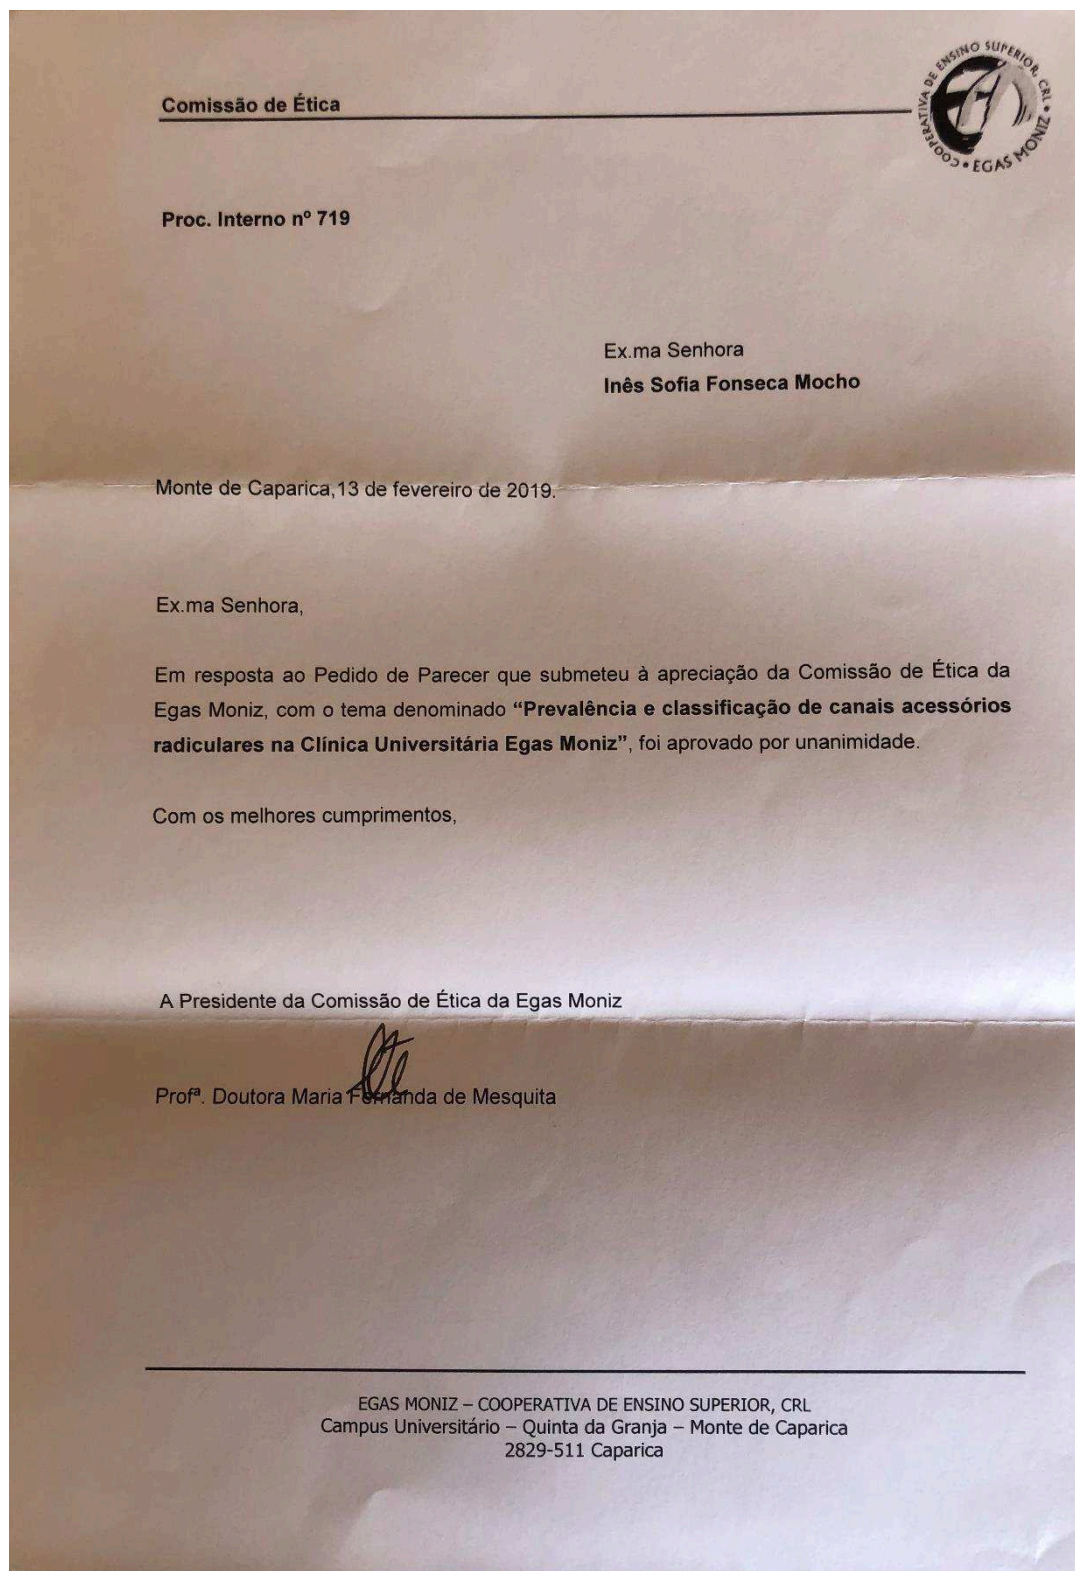 COOPERATIVA DE ENSINO SUPERIOR, CRL • EGAS MONIZ •
Comissão de Ética
Proc. Interno nº 719
Ex.ma Senhora
Inês Sofia Fonseca Mocho
Monte de Caparica,13 de fevereiro de 2019.
Ex.ma Senhora,
Em resposta ao Pedido de Parecer que submeteu à apreciação da Comissão de Ética da
Egas Moniz, com o tema denominado “Prevalência e classificação de canais acessórios
radiculares na Clínica Universitária Egas Moniz”, foi aprovado por unanimidade.
Com os melhores cumprimentos,
A Presidente da Comissão de Ética da Egas Moniz
Profª. Doutora Maria Fernanda de Mesquita
EGAS MONIZ – COOPERATIVA DE ENSINO SUPERIOR, CRL
Campus Universitário – Quinta da Granja – Monte de Caparica
2829-511 Caparica